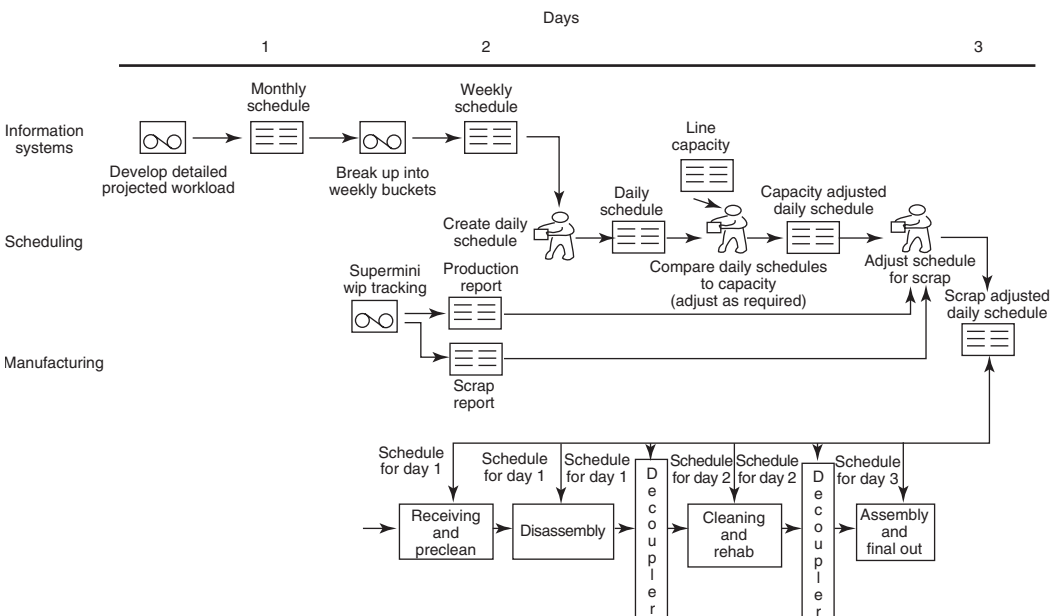 Days
1
2
3
Monthly
schedule
Weekly
schedule
Information
systems
Develop detailed
projected workload
Break up into
weekly buckets
Line
capacity
Scheduling
Create daily
schedule
Daily
schedule
Capacity adjusted
daily schedule
Compare daily schedules
to capacity
(adjust as required)
Adjust schedule
for scrap
Supermini
wip tracking
Production
report
Scrap adjusted
daily schedule
Manufacturing
Scrap
report
Schedule
for day 1
Schedule
for day 1
Schedule
for day 1
Decoupler
Schedule
for day 2
Schedule
for day 2
Decoupler
Schedule
for day 3
Receiving
and
preclean
Disassembly
Cleaning
and
rehab
Assembly
and
final out